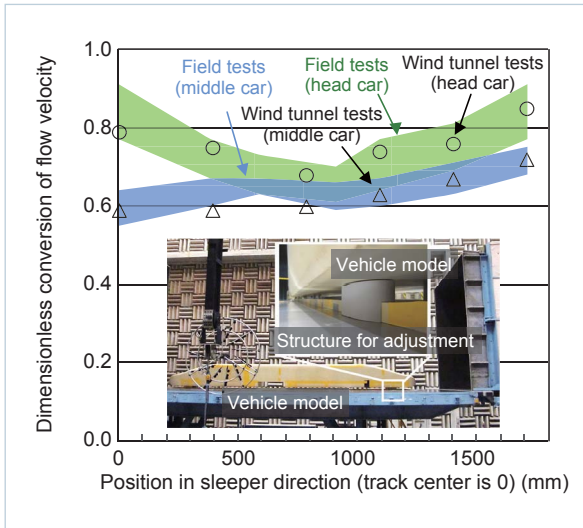 1.0
0.8
0.6
0.4
0.2
0.0
Dimensionless conversion of flow velocity
Field tests
(middle car)
Field tests
(head car)
Wind tunnel tests
(head car)
Wind tunnel tests
(middle car)
Vehicle model
Structure for adjustment
Vehicle model
0
500
1000
1500
Position in sleeper direction (track center is 0) (mm)